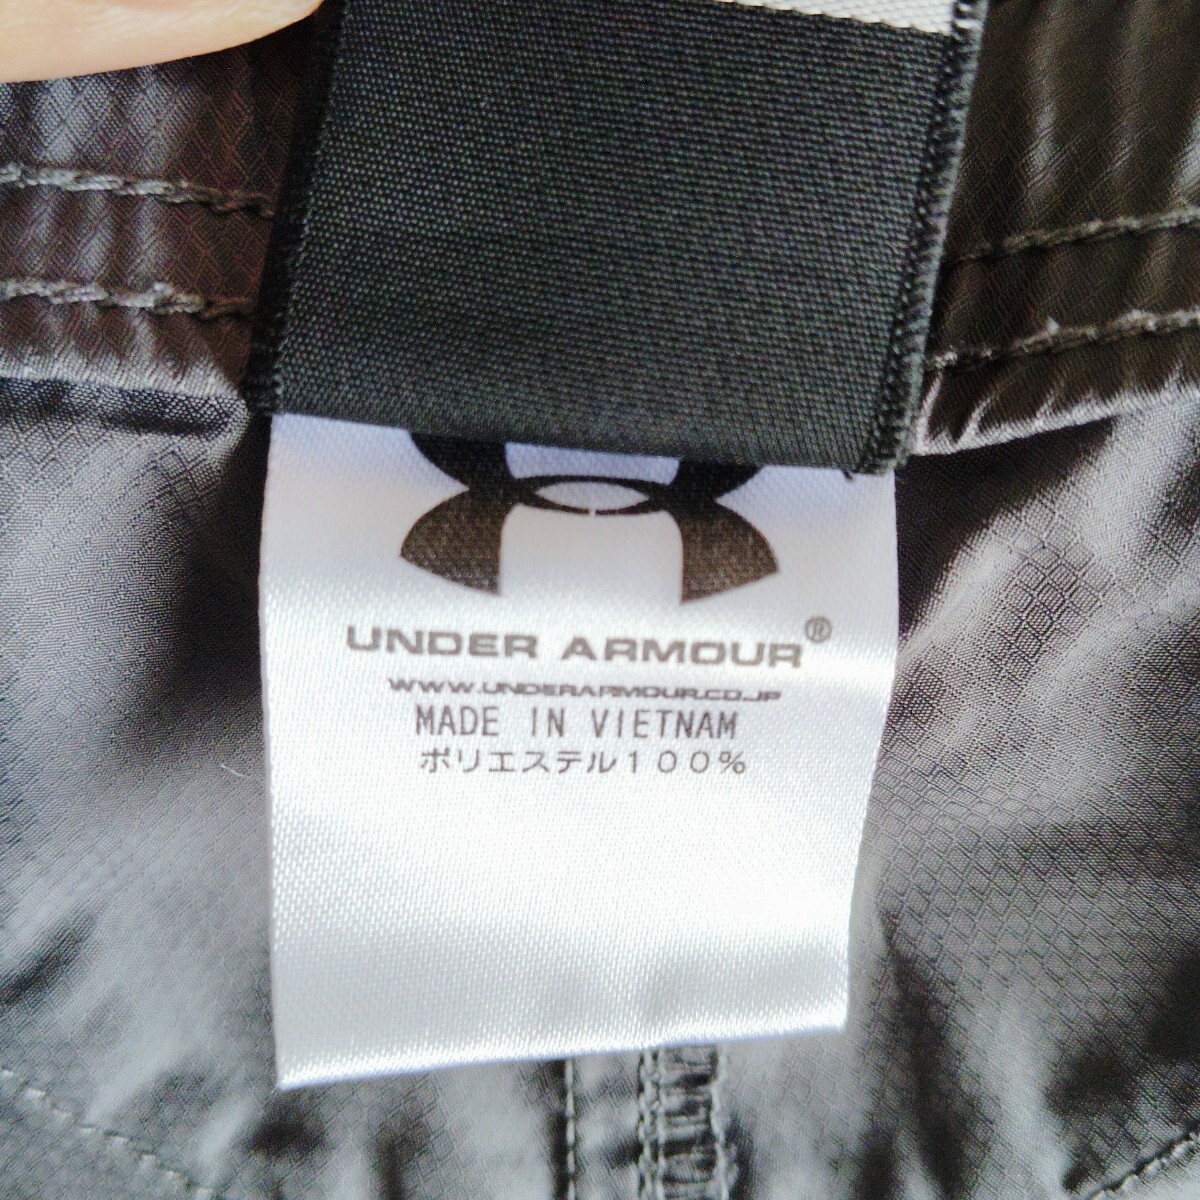 UNDER ARMOUR®
WWW.UNDERARMOUR.CO.JP
MADE IN VIETNAM
ポリエステル１００％